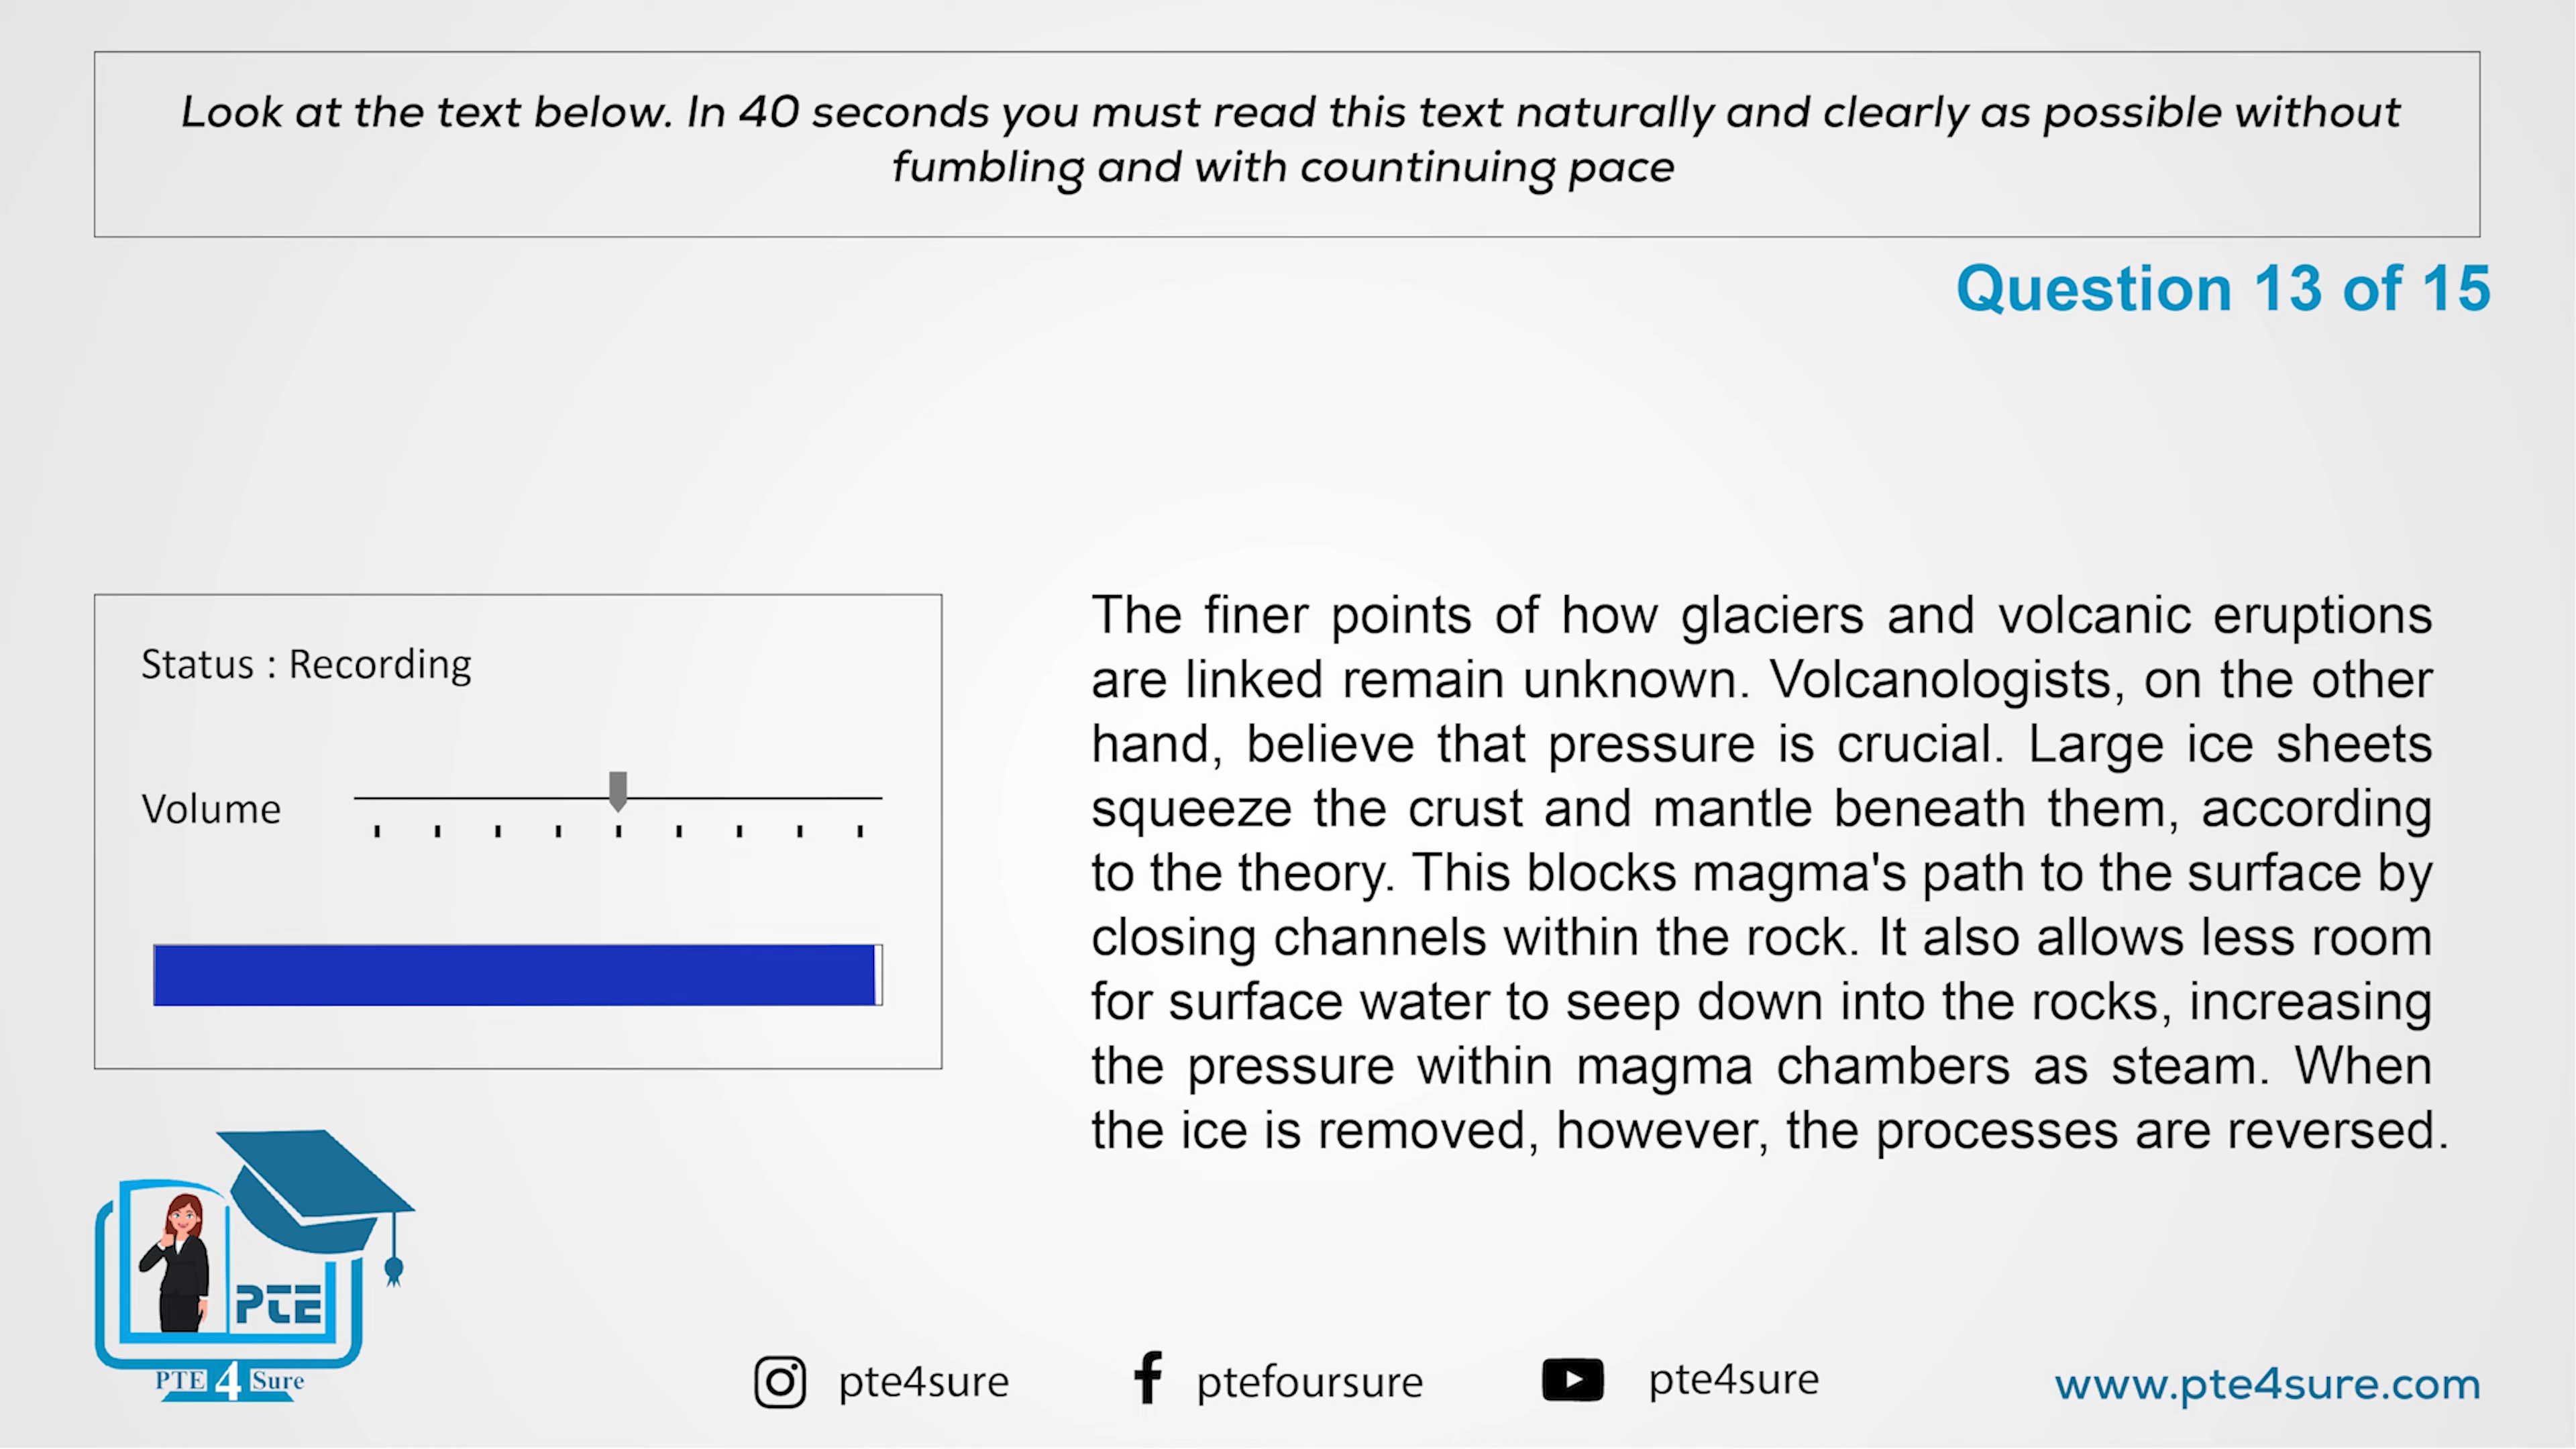 Look at the text below. In 40 seconds you must read this text naturally and clearly as possible without
fumbling and with countinuing pace
Question 13 of 15
Status : Recording
Volume
The finer points of how glaciers and volcanic eruptions
are linked remain unknown. Volcanologists, on the other
hand, believe that pressure is crucial. Large ice sheets
squeeze the crust and mantle beneath them, according
to the theory. This blocks magma's path to the surface by
closing channels within the rock. It also allows less room
for surface water to seep down into the rocks, increasing
the pressure within magma chambers as steam. When
the ice is removed, however, the processes are reversed.
PTE
PTE 4 Sure
pte4sure
ptefoursure
pte4sure
www.pte4sure.com